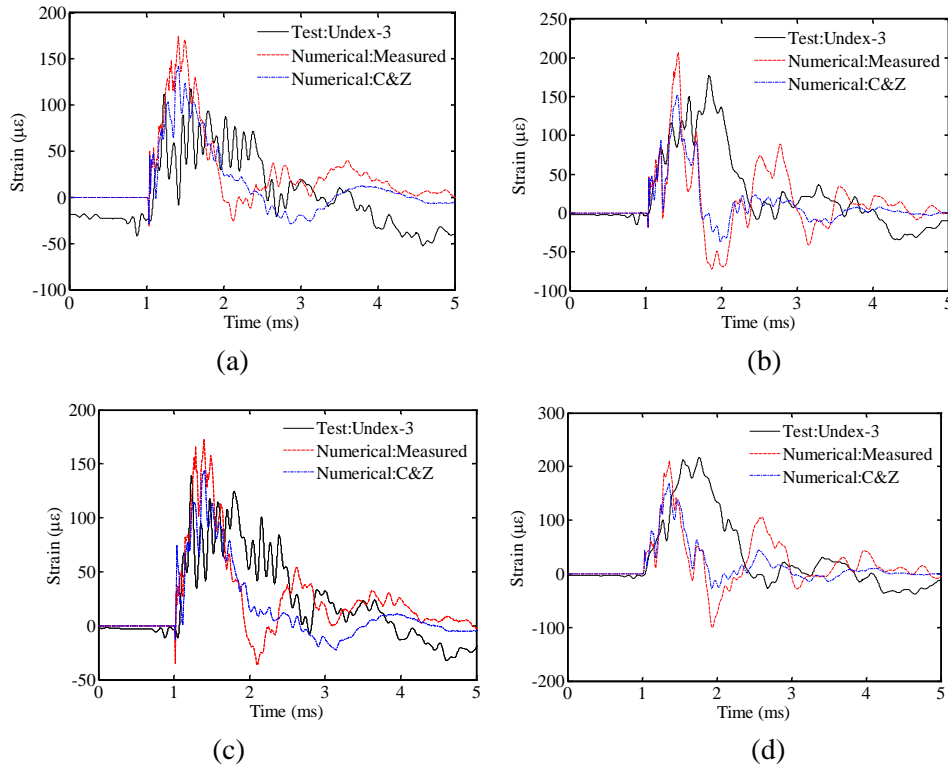 200
150
100
50
0
-50
-100
0 1 2 3 4 5
Strain (με)
Time (ms)
Test:Undex-3
Numerical:Measured
Numerical:C&Z
(a)
250
200
150
100
50
0
-50
-100
0 1 2 3 4 5
Strain (με)
Time (ms)
Test:Undex-3
Numerical:Measured
Numerical:C&Z
(b)
200
150
100
50
0
-50
0 1 2 3 4 5
Strain (με)
Time (ms)
Test:Undex-3
Numerical:Measured
Numerical:C&Z
(c)
300
200
100
0
-100
-200
0 1 2 3 4 5
Strain (με)
Time (ms)
Test:Undex-3
Numerical:Measured
Numerical:C&Z
(d)